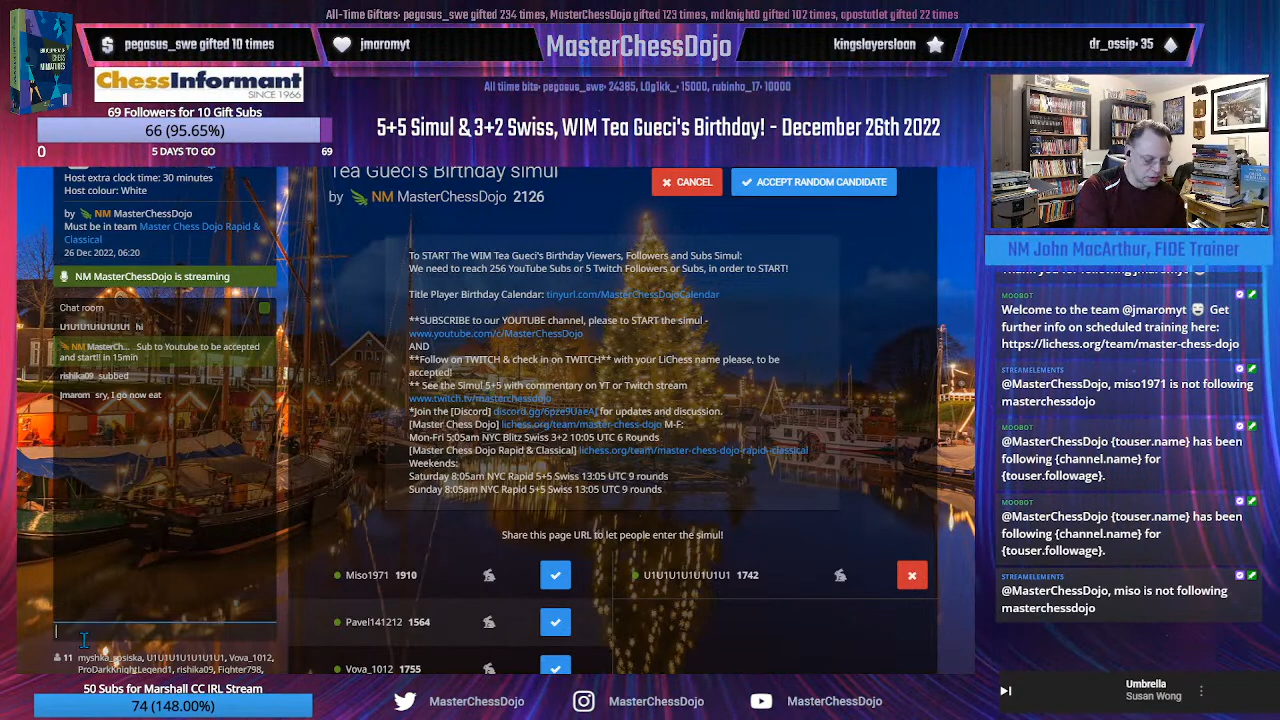 All-Time Gifters• pegasus_swe gifted 234 times, MasterChessDojo gifted 123 times, mdknight0 gifted 102 times, apostatlet gifted 22 times
pegasus_swe gifted 10 times
jmaromyt
MasterChessDojo
kingslayersloan
dr_ossip• 35
ChessInformant
SINCE 1966
All time bits• pegasus_swe• 24385, L0g1kk_• 15000, rubinho_17• 10000
69 Followers for 10 Gift Subs
66 (95.65%)
0
5 DAYS TO GO
69
5+5 Simul & 3+2 Swiss, WIM Tea Gueci's Birthday! - December 26th 2022
Host extra clock time: 30 minutes
Host colour: White
by NM MasterChessDojo
Must be in team Master Chess Dojo Rapid &
Classical
26 Dec 2022, 06:20
NM MasterChessDojo is streaming
Chat room
U1U1U1U1U1U1U1 hi
NM MasterCh... Sub to Youtube to be accepted
and start!! in 15min
rishika09 subbed
Jmarom sry, I go now eat
11 myshka_sosiska, U1U1U1U1U1U1U1, Vova_1012,
ProDarkKnightLegend1, rishika09, Fighter798,
Tea Gueci's Birthday simul
by NM MasterChessDojo 2126
CANCEL
ACCEPT RANDOM CANDIDATE
To START The WIM Tea Gueci's Birthday Viewers, Followers and Subs Simul:
We need to reach 256 YouTube Subs or 5 Twitch Followers or Subs, in order to START!
Title Player Birthday Calendar: tinyurl.com/MasterChessDojoCalendar
**SUBSCRIBE to our YOUTUBE channel, please to START the simul -
www.youtube.com/c/MasterChessDojo
AND
**Follow on TWITCH & check in on TWITCH** with your LiChess name please, to be
accepted!
** See the Simul 5+5 with commentary on YT or Twitch stream
www.twitch.tv/masterchessdojo
*Join the [Discord] discord.gg/6pze9UaeAJ for updates and discussion.
[Master Chess Dojo] lichess.org/team/master-chess-dojo M-F:
Mon-Fri 5:05am NYC Blitz Swiss 3+2 10:05 UTC 6 Rounds
[Master Chess Dojo Rapid & Classical] lichess.org/team/master-chess-dojo-rapid--classical
Weekends:
Saturday 8:05am NYC Rapid 5+5 Swiss 13:05 UTC 9 rounds
Sunday 8:05am NYC Rapid 5+5 Swiss 13:05 UTC 9 rounds
Share this page URL to let people enter the simul!
Miso1971 1910
U1U1U1U1U1U1U1 1742
Pavel141212 1564
Vova_1012 1755
NM John MacArthur, FIDE Trainer
MOOBOT
Welcome to the team @jmaromyt Get
further info on scheduled training here:
https://lichess.org/team/master-chess-dojo
STREAMELEMENTS
@MasterChessDojo, miso1971 is not following
masterchessdojo
MOOBOT
@MasterChessDojo {touser.name} has been
following {channel.name} for
{touser.followage}.
MOOBOT
@MasterChessDojo {touser.name} has been
following {channel.name} for
{touser.followage}.
STREAMELEMENTS
@MasterChessDojo, miso is not following
masterchessdojo
50 Subs for Marshall CC IRL Stream
74 (148.00%)
MasterChessDojo
MasterChessDojo
MasterChessDojo
Umbrella
Susan Wong